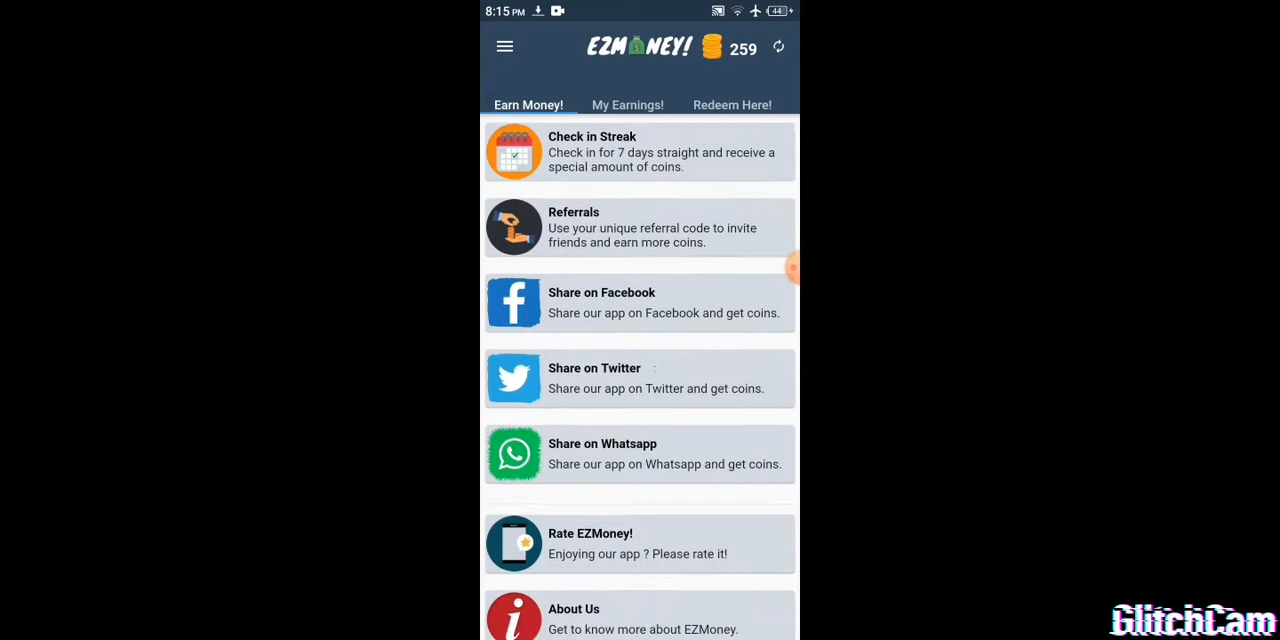 8:15 PM
44
EZMONEY!
259
Earn Money!
My Earnings!
Redeem Here!
Check in Streak
Check in for 7 days straight and receive a
special amount of coins.
Referrals
Use your unique referral code to invite
friends and earn more coins.
Share on Facebook
Share our app on Facebook and get coins.
Share on Twitter
Share our app on Twitter and get coins.
Share on Whatsapp
Share our app on Whatsapp and get coins.
Rate EZMoney!
Enjoying our app ? Please rate it!
About Us
Get to know more about EZMoney.
GlitchCam